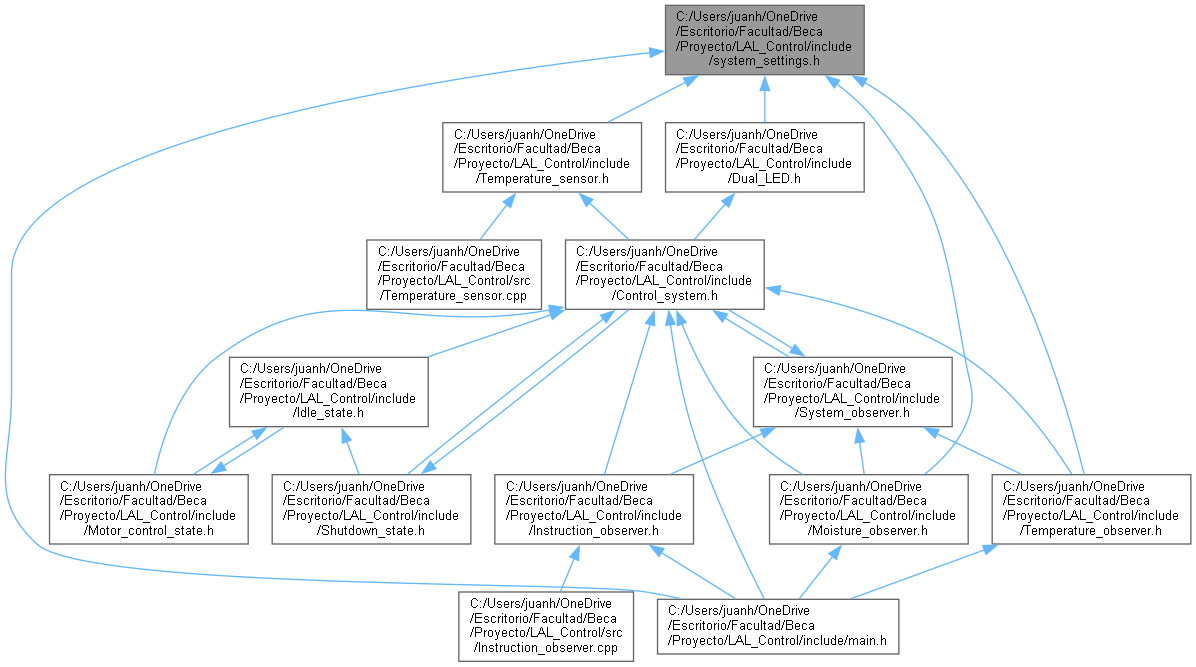 C:/Users/juanh/OneDrive
/Escritorio/Facultad/Beca
/Proyecto/LAL_Control/include
/system_settings.h
C:/Users/juanh/OneDrive
/Escritorio/Facultad/Beca
/Proyecto/LAL_Control/include
/Temperature_sensor.h
C:/Users/juanh/OneDrive
/Escritorio/Facultad/Beca
/Proyecto/LAL_Control/include
/Dual_LED.h
C:/Users/juanh/OneDrive
/Escritorio/Facultad/Beca
/Proyecto/LAL_Control/src
/Temperature_sensor.cpp
C:/Users/juanh/OneDrive
/Escritorio/Facultad/Beca
/Proyecto/LAL_Control/include
/Control_system.h
C:/Users/juanh/OneDrive
/Escritorio/Facultad/Beca
/Proyecto/LAL_Control/include
/Idle_state.h
C:/Users/juanh/OneDrive
/Escritorio/Facultad/Beca
/Proyecto/LAL_Control/include
/System_observer.h
C:/Users/juanh/OneDrive
/Escritorio/Facultad/Beca
/Proyecto/LAL_Control/include
/Motor_control_state.h
C:/Users/juanh/OneDrive
/Escritorio/Facultad/Beca
/Proyecto/LAL_Control/include
/Shutdown_state.h
C:/Users/juanh/OneDrive
/Escritorio/Facultad/Beca
/Proyecto/LAL_Control/include
/Instruction_observer.h
C:/Users/juanh/OneDrive
/Escritorio/Facultad/Beca
/Proyecto/LAL_Control/include
/Moisture_observer.h
C:/Users/juanh/OneDrive
/Escritorio/Facultad/Beca
/Proyecto/LAL_Control/include
/Temperature_observer.h
C:/Users/juanh/OneDrive
/Escritorio/Facultad/Beca
/Proyecto/LAL_Control/src
/Instruction_observer.cpp
C:/Users/juanh/OneDrive
/Escritorio/Facultad/Beca
/Proyecto/LAL_Control/include/main.h